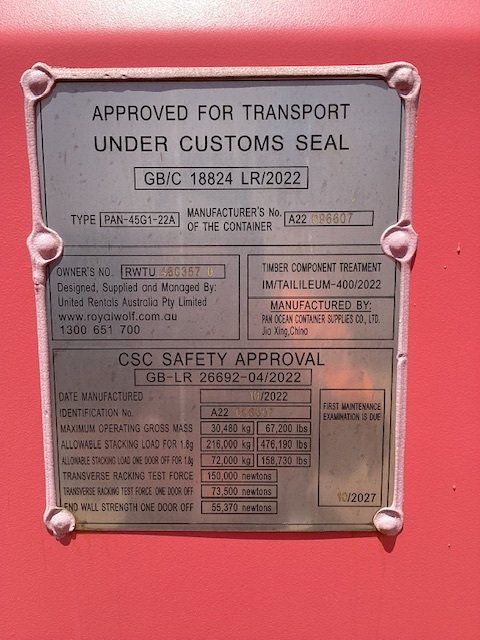 APPROVED FOR TRANSPORT
UNDER CUSTOMS SEAL
GB/C 18824 LR/2022
TYPE PAN-45G1-22A MANUFACTURER'S No. OF THE CONTAINER A22
OWNER'S NO. RWTU
Designed, Supplied and Managed By:
United Rentals Australia Pty Limited
www.royalwolf.com.au
1300 651 700
TIMBER COMPONENT TREATMENT
IM/TAILILEUM-400/2022
MANUFACTURED BY:
PAN OCEAN CONTAINER SUPPLIES CO., LTD.
Jia Xing,China
CSC SAFETY APPROVAL
GB-LR 26692-04/2022
DATE MANUFACTURED 10/2022
IDENTIFICATION No. A22
MAXIMUM OPERATING GROSS MASS 30,480 kg 67,200 lbs
ALLOWABLE STACKING LOAD FOR 1.8g 216,000 kg 476,190 lbs
ALLOWABLE STACKING LOAD ONE DOOR OFF FOR 1.8g 72,000 kg 158,730 lbs
TRANSVERSE RACKING TEST FORCE 150,000 newtons
TRANSVERSE RACKING TEST FORCE ONE DOOR OFF 73,500 newtons
END WALL STRENGTH ONE DOOR OFF 55,370 newtons
FIRST MAINTENANCE
EXAMINATION IS DUE
10/2027